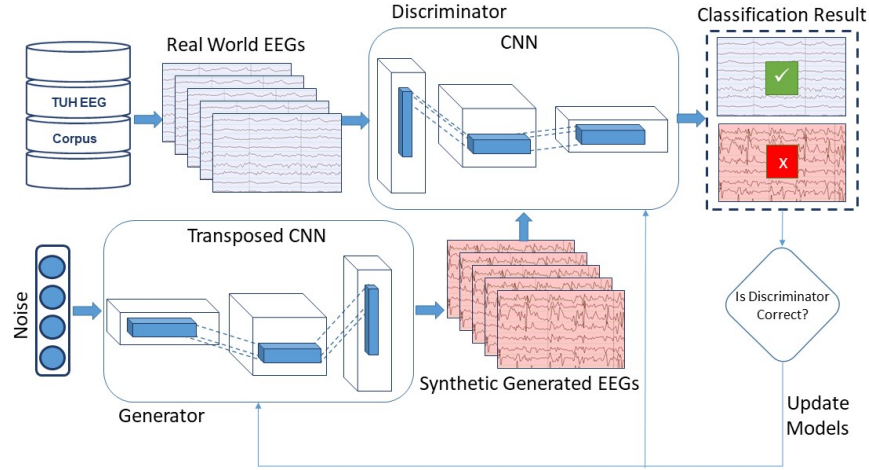 Discriminator
Classification Result
Real World EEGs
CNN
TUH EEG
Corpus
x
Transposed CNN
Noise
Is Discriminator
Correct?
Synthetic Generated EEGs
Generator
Update
Models